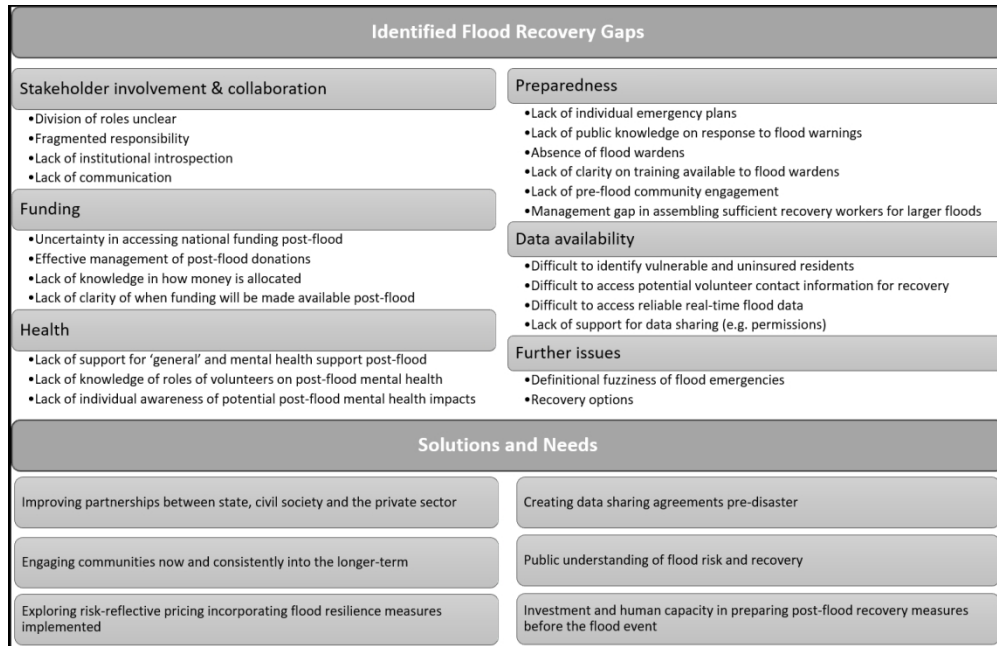 Identified Flood Recovery Gaps
Stakeholder involvement & collaboration
•Division of roles unclear
•Fragmented responsibility
•Lack of institutional introspection
•Lack of communication
Funding
•Uncertainty in accessing national funding post-flood
•Effective management of post-flood donations
•Lack of knowledge in how money is allocated
•Lack of clarity of when funding will be made available post-flood
Health
•Lack of support for ‘general’ and mental health support post-flood
•Lack of knowledge of roles of volunteers on post-flood mental health
•Lack of individual awareness of potential post-flood mental health impacts
Preparedness
•Lack of individual emergency plans
•Lack of public knowledge on response to flood warnings
•Absence of flood wardens
•Lack of clarity on training available to flood wardens
•Lack of pre-flood community engagement
•Management gap in assembling sufficient recovery workers for larger floods
Data availability
•Difficult to identify vulnerable and uninsured residents
•Difficult to access potential volunteer contact information for recovery
•Difficult to access reliable real-time flood data
•Lack of support for data sharing (e.g. permissions)
Further issues
•Definitional fuzziness of flood emergencies
•Recovery options
Solutions and Needs
Improving partnerships between state, civil society and the private sector
Creating data sharing agreements pre-disaster
Engaging communities now and consistently into the longer-term
Public understanding of flood risk and recovery
Exploring risk-reflective pricing incorporating flood resilience measures
implemented
Investment and human capacity in preparing post-flood recovery measures
before the flood event